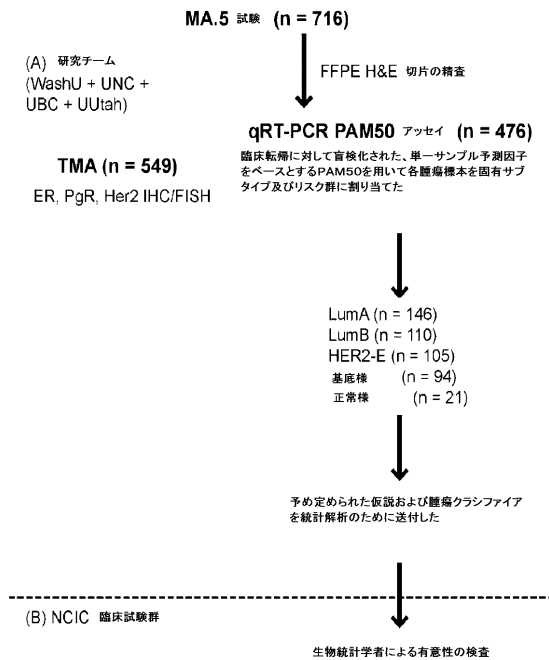 MA.5 試験 (n = 716)
(A) 研究チーム
(WashU + UNC +
UBC + UUtah)
FFPE H&E 切片の精査
qRT-PCR PAM50 アッセイ (n = 476)
臨床転帰に対して盲検化された、単一サンプル予測因子
をベースとするPAM50を用いて各腫瘍標本を固有サブ
タイプ及びリスク群に割り当てた
TMA (n = 549)
ER, PgR, Her2 IHC/FISH
LumA (n = 146)
LumB (n = 110)
HER2-E (n = 105)
基底様 (n = 94)
正常様 (n = 21)
予め定められた仮説および腫瘍クラシファイア
を統計解析のために送付した
(B) NCIC 臨床試験群
生物統計学者による有意性の検査